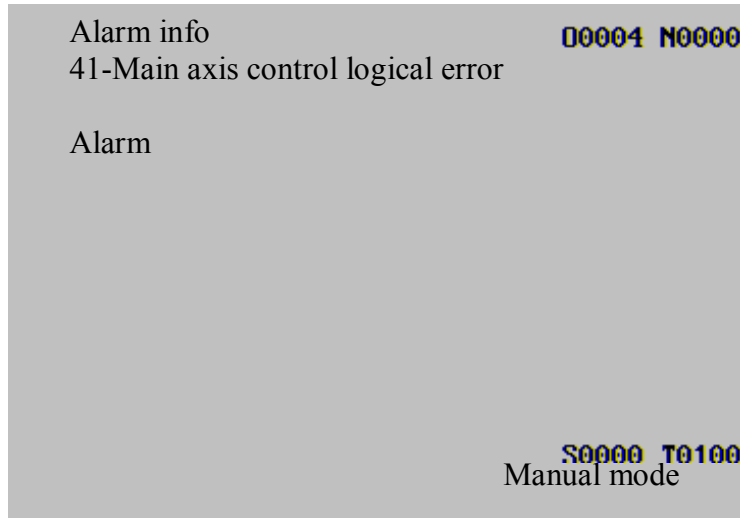 Alarm info
O0004 N0000
41-Main axis control logical error
Alarm
S0000 T0100
Manual mode